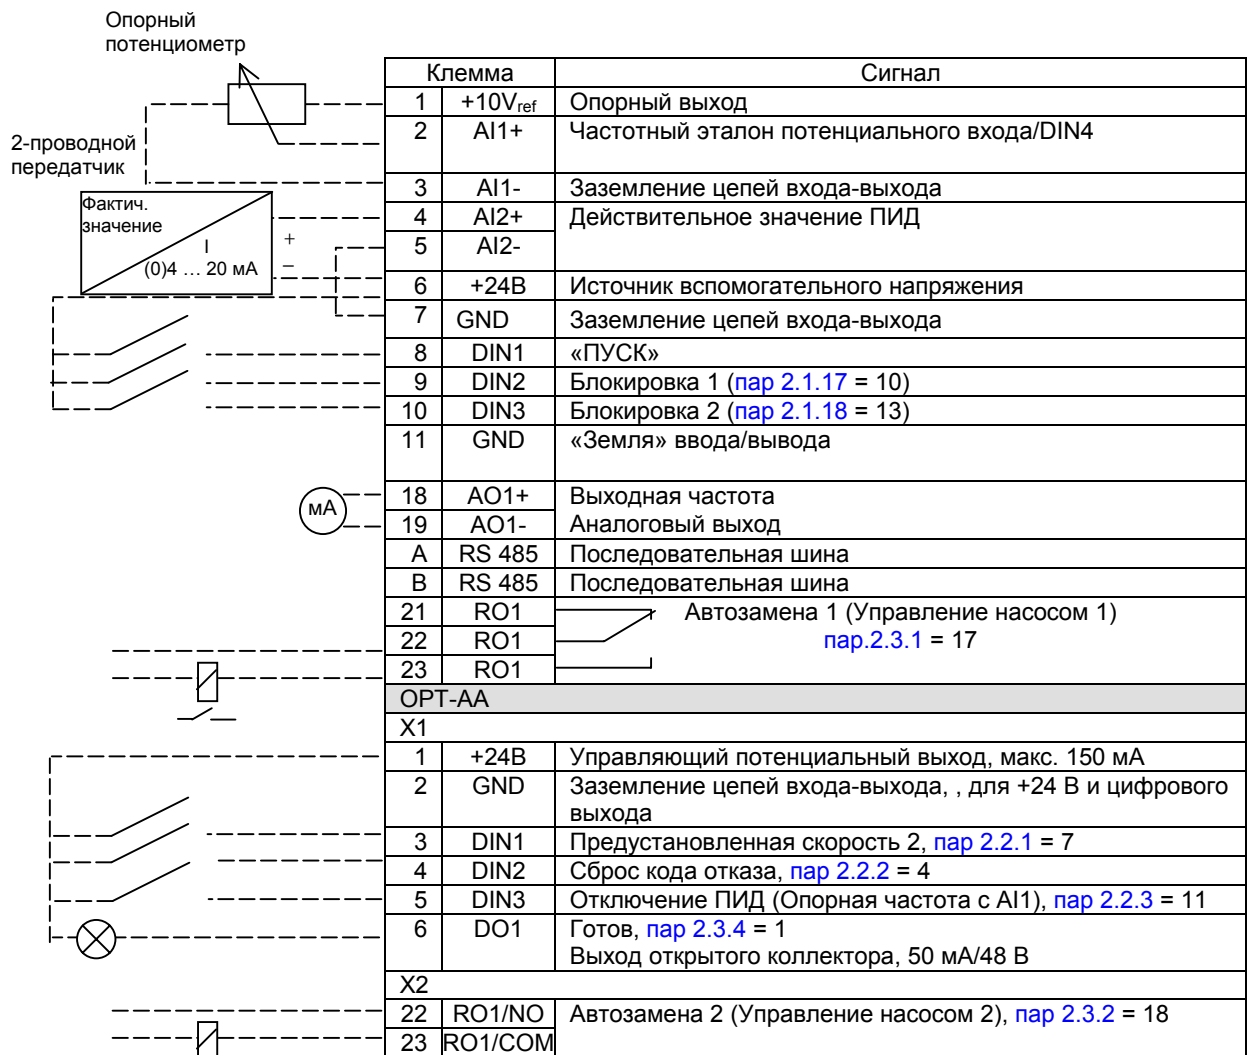 Опорный
потенциометр
2-проводной
передатчик
Фактич.
значение
I
(0)4 … 20 мА
+
–
мА
Клемма Сигнал
1 +10Vref Опорный выход
2 AI1+ Частотный эталон потенциального входа/DIN4
3 AI1- Заземление цепей входа-выхода
4 AI2+ Действительное значение ПИД
5 AI2-
6 +24В Источник вспомогательного напряжения
7 GND Заземление цепей входа-выхода
8 DIN1 «ПУСК»
9 DIN2 Блокировка 1 (пар 2.1.17 = 10)
10 DIN3 Блокировка 2 (пар 2.1.18 = 13)
11 GND «Земля» ввода/вывода
18 AO1+ Выходная частота
19 AO1- Аналоговый выход
A RS 485 Последовательная шина
B RS 485 Последовательная шина
21 RO1 Автозамена 1 (Управление насосом 1)
22 RO1 пар.2.3.1 = 17
23 RO1
OPT-AA
X1
1 +24В Управляющий потенциальный выход, макс. 150 мА
2 GND Заземление цепей входа-выхода, , для +24 В и цифрового
выхода
3 DIN1 Предустановленная скорость 2, пар 2.2.1 = 7
4 DIN2 Сброс кода отказа, пар 2.2.2 = 4
5 DIN3 Отключение ПИД (Опорная частота с AI1), пар 2.2.3 = 11
6 DO1 Готов, пар 2.3.4 = 1
Выход открытого коллектора, 50 мА/48 В
X2
22 RO1/NO Автозамена 2 (Управление насосом 2), пар 2.3.2 = 18
23 RO1/COM